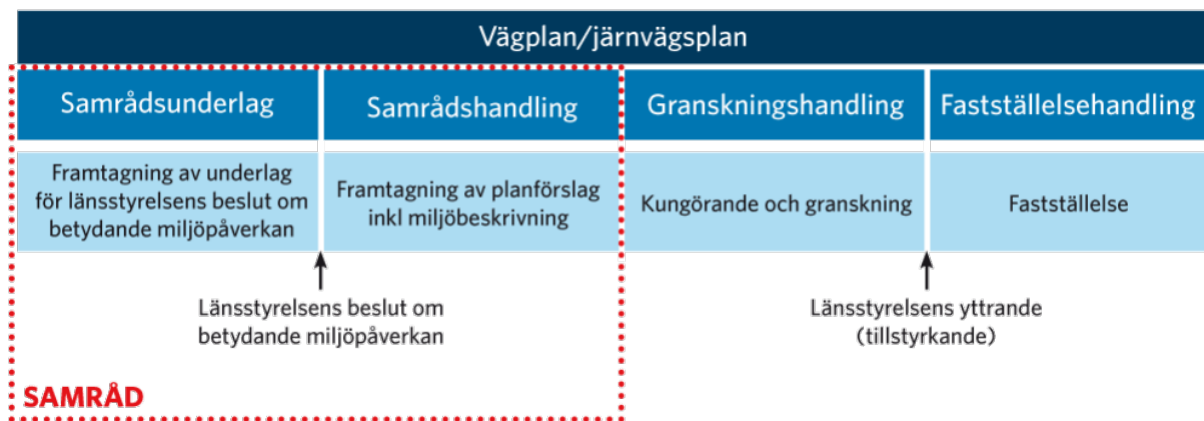 Vägplan/järnvägsplan
Samrådsunderlag
Samrådshandling
Granskningshandling
Fastställelsehandling
Framtagning av underlag
för länsstyrelsens beslut om
betydande miljöpåverkan
Framtagning av planförslag
inkl miljöbeskrivning
Kungörande och granskning
Fastställelse
Länsstyrelsens beslut om
betydande miljöpåverkan
Länsstyrelsens yttrande
(tillstyrkande)
SAMRÅD